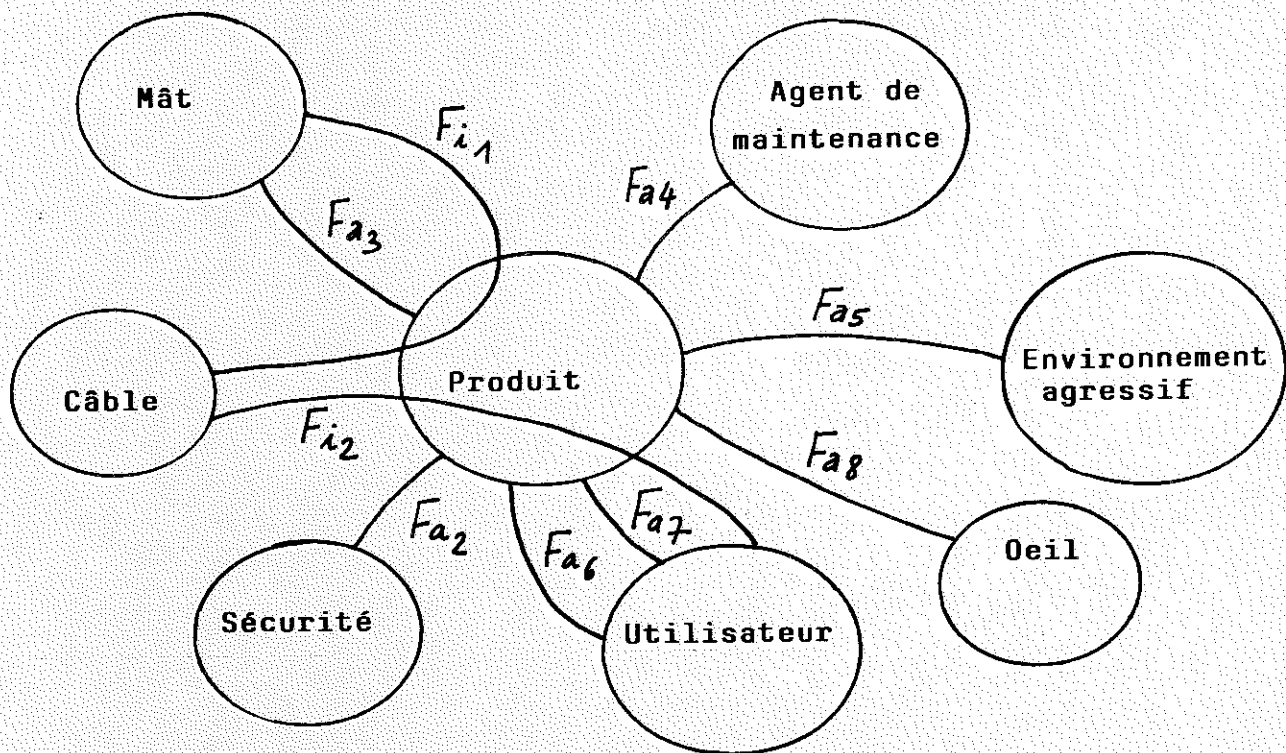 Mât
Agent de
maintenance
Fi1
Fa4
Fa3
Fa5
Environnement
agressif
Produit
Câble
Fi2
Fa8
Fa2
Fa7
Fa6
Oeil
Sécurité
Utilisateur